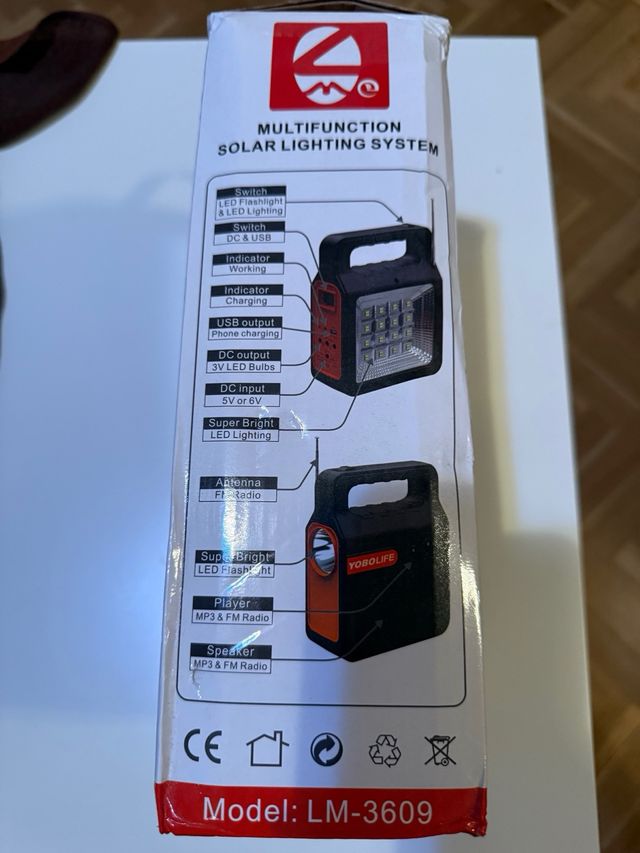 MULTIFUNCTION
SOLAR LIGHTING SYSTEM
Switch
LED Flashlight
& LED Lighting
Switch
DC & USB
Indicator
Working
Indicator
Charging
USB output
Phone charging
DC output
3V LED Bulbs
DC input
5V or 6V
Super Bright
LED Lighting
Antenna
FM Radio
Super Bright
LED Flashlight
YOBOLIFE
Player
MP3 & FM Radio
Speaker
MP3 & FM Radio
CE
Model: LM-3609